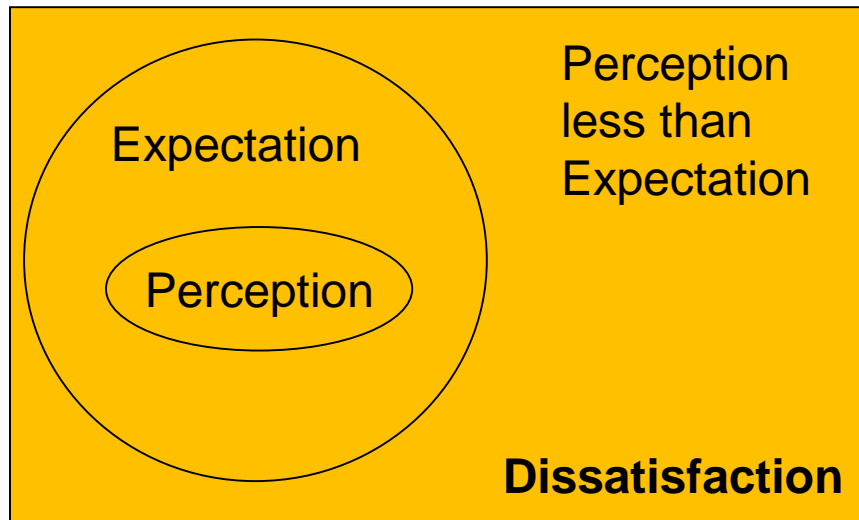 Expectation
Perception
Perception
less than
Expectation
Dissatisfaction